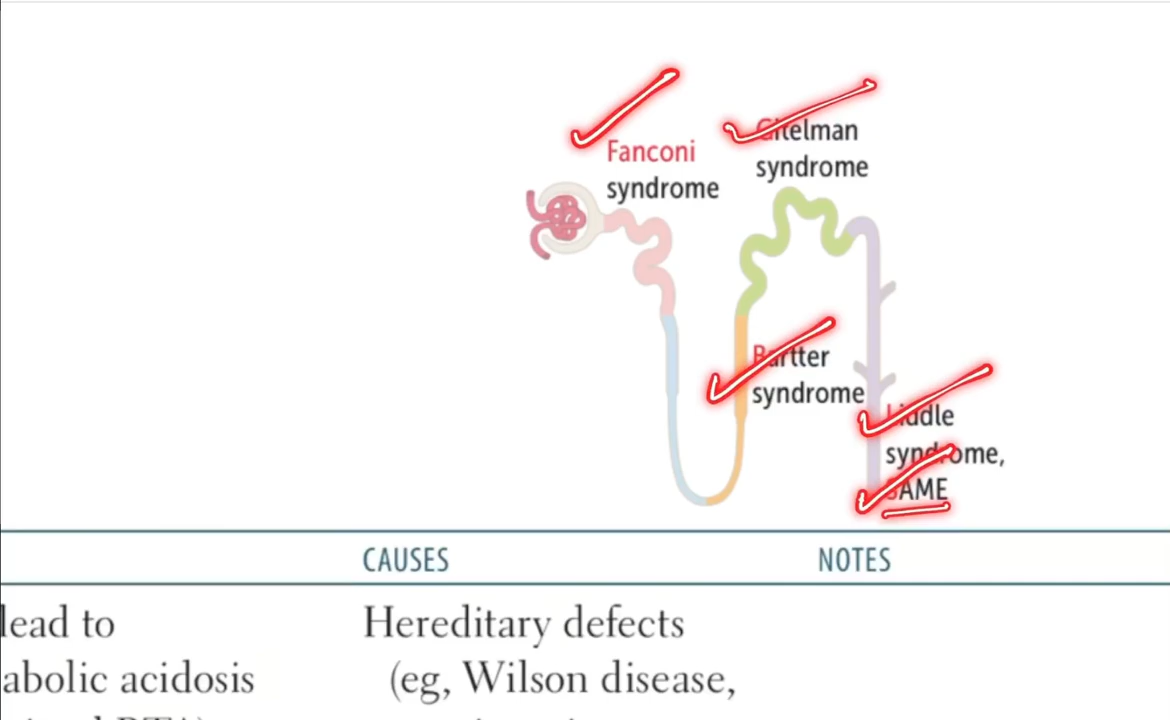 Fanconi
syndrome
Gitelman
syndrome
Bartter
syndrome
Liddle
syndrome,
SAME
CAUSES NOTES
lead to Hereditary defects
abolic acidosis (eg, Wilson disease,